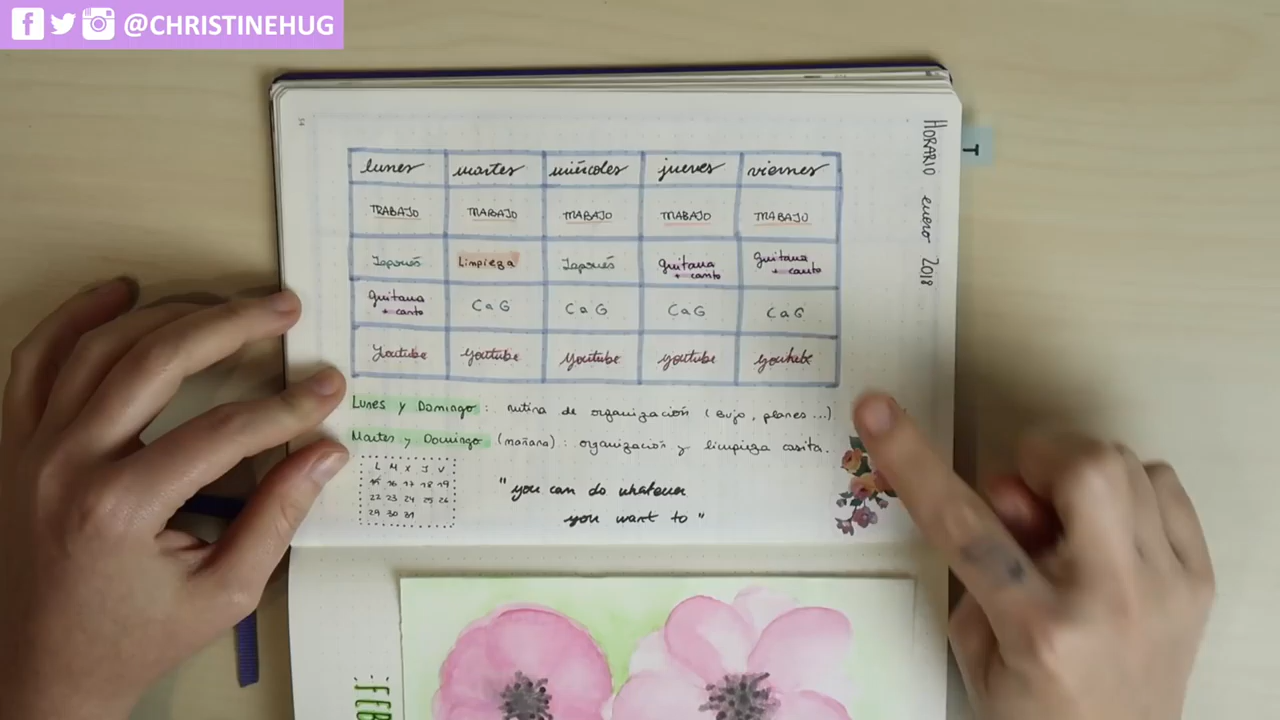 @CHRISTINEHUG
HORARIO enero 2018
lunes martes miércoles jueves viernes
TRABAJO TRABAJO TRABAJO TRABAJO TRABAJO
Japonés Limpieza Japonés guitarra + canto guitarra + canto
guitarra + canto CaG CaG CaG CaG
Youtube Youtube Youtube Youtube Youtube
Lunes y Domingo: rutina de organización (Bujo, planes...).
Martes y Domingo (mañana): organización y limpieza casita.
L M X J V
15 16 17 18 19
22 23 24 25 26
29 30 31
"you can do whatever
you want to"
FEB